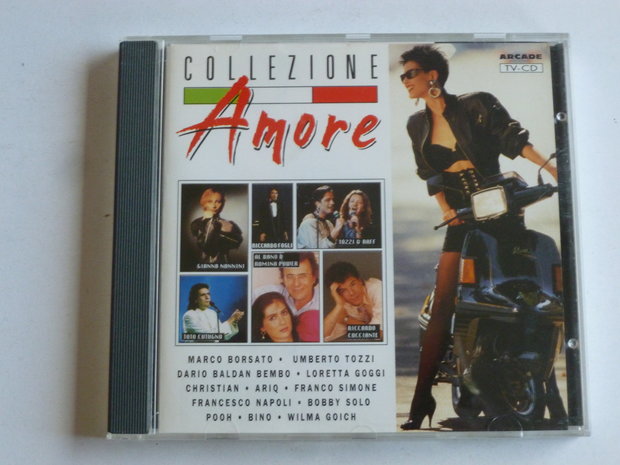 COLLEZIONE
Amore
ARCADE
TV-CD
GIANNA NANNINI
RICCARDO FOGLI
TOZZI & RAFF
AL BANO &
ROMINA POWER
TOTO CUTUGNO
RICCARDO
COCCIANTE
MARCO BORSATO • UMBERTO TOZZI
DARIO BALDAN BEMBO • LORETTA GOGGI
CHRISTIAN • ARIQ • FRANCO SIMONE
FRANCESCO NAPOLI • BOBBY SOLO
POOH • BINO • WILMA GOICH